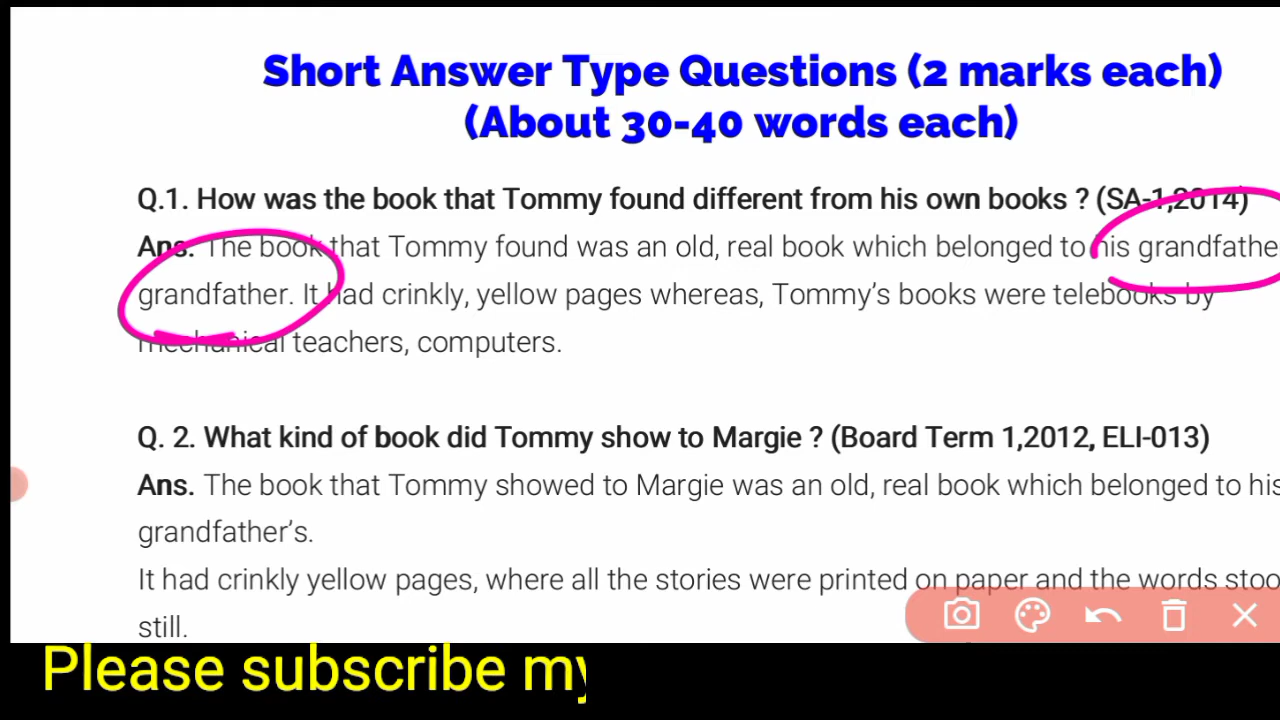 Short Answer Type Questions (2 marks each)
(About 30-40 words each)
Q.1. How was the book that Tommy found different from his own books ? (SA-1,2014)
Ans. The book that Tommy found was an old, real book which belonged to his grandfathe
grandfather. It had crinkly, yellow pages whereas, Tommy’s books were telebooks by
mechanical teachers, computers.
Q. 2. What kind of book did Tommy show to Margie ? (Board Term 1,2012, ELI-013)
Ans. The book that Tommy showed to Margie was an old, real book which belonged to his
grandfather’s.
It had crinkly yellow pages, where all the stories were printed on paper and the words stoo
still.
Please subscribe my